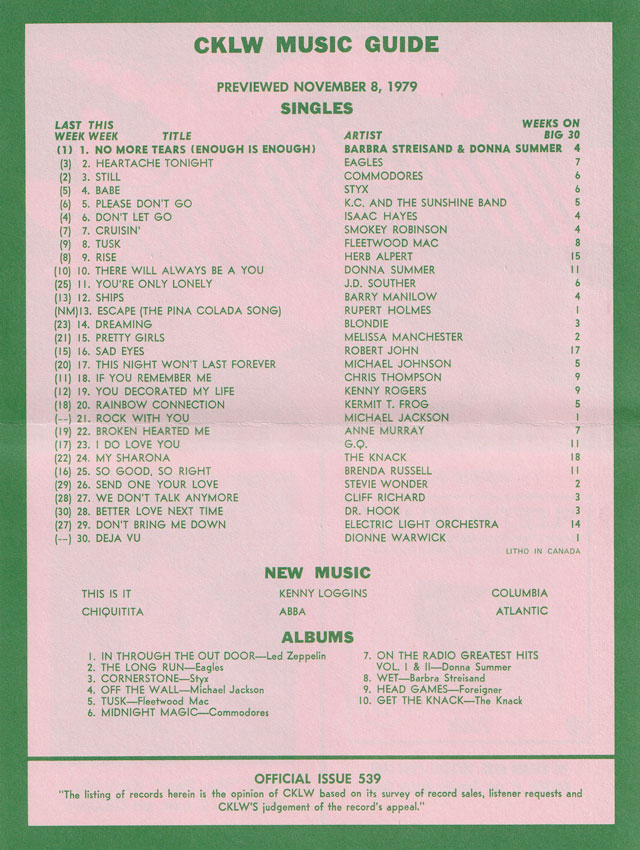 CKLW MUSIC GUIDE
PREVIEWED NOVEMBER 8, 1979
SINGLES
LAST THIS WEEKS ON
WEEK WEEK TITLE ARTIST BIG 30
(1) 1. NO MORE TEARS (ENOUGH IS ENOUGH) BARBRA STREISAND & DONNA SUMMER 4
(3) 2. HEARTACHE TONIGHT EAGLES 7
(2) 3. STILL COMMODORES 6
(5) 4. BABE STYX 6
(6) 5. PLEASE DON'T GO K.C. AND THE SUNSHINE BAND 5
(4) 6. DON'T LET GO ISAAC HAYES 4
(7) 7. CRUISIN' SMOKEY ROBINSON 4
(9) 8. TUSK FLEETWOOD MAC 8
(8) 9. RISE HERB ALPERT 15
(10) 10. THERE WILL ALWAYS BE A YOU DONNA SUMMER 11
(25) 11. YOU'RE ONLY LONELY J.D. SOUTHER 6
(13) 12. SHIPS BARRY MANILOW 4
(NM) 13. ESCAPE (THE PINA COLADA SONG) RUPERT HOLMES 1
(23) 14. DREAMING BLONDIE 3
(21) 15. PRETTY GIRLS MELISSA MANCHESTER 2
(15) 16. SAD EYES ROBERT JOHN 17
(20) 17. THIS NIGHT WON'T LAST FOREVER MICHAEL JOHNSON 5
(11) 18. IF YOU REMEMBER ME CHRIS THOMPSON 9
(12) 19. YOU DECORATED MY LIFE KENNY ROGERS 9
(18) 20. RAINBOW CONNECTION KERMIT T. FROG 5
(--) 21. ROCK WITH YOU MICHAEL JACKSON 1
(19) 22. BROKEN HEARTED ME ANNE MURRAY 7
(17) 23. I DO LOVE YOU G.Q. 11
(22) 24. MY SHARONA THE KNACK 18
(16) 25. SO GOOD, SO RIGHT BRENDA RUSSELL 11
(29) 26. SEND ONE YOUR LOVE STEVIE WONDER 2
(28) 27. WE DON'T TALK ANYMORE CLIFF RICHARD 3
(30) 28. BETTER LOVE NEXT TIME DR. HOOK 3
(27) 29. DON'T BRING ME DOWN ELECTRIC LIGHT ORCHESTRA 14
(--) 30. DEJA VU DIONNE WARWICK 1
LITHO IN CANADA
NEW MUSIC
THIS IS IT KENNY LOGGINS COLUMBIA
CHIQUITITA ABBA ATLANTIC
ALBUMS
1. IN THROUGH THE OUT DOOR—Led Zeppelin
2. THE LONG RUN—Eagles
3. CORNERSTONE—Styx
4. OFF THE WALL—Michael Jackson
5. TUSK—Fleetwood Mac
6. MIDNIGHT MAGIC—Commodores
7. ON THE RADIO GREATEST HITS
VOL. I & II—Donna Summer
8. WET—Barbra Streisand
9. HEAD GAMES—Foreigner
10. GET THE KNACK—The Knack
OFFICIAL ISSUE 539
"The listing of records herein is the opinion of CKLW based on its survey of record sales, listener requests and
CKLW'S judgement of the record's appeal."